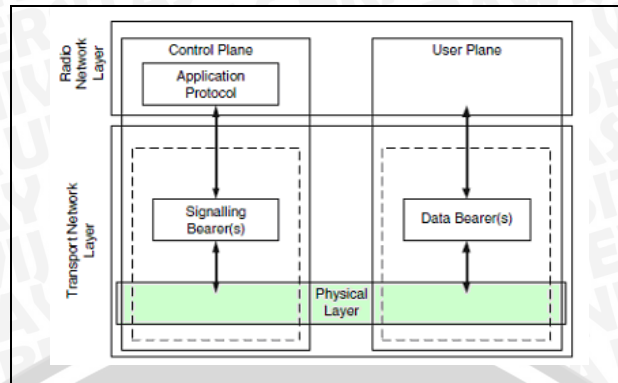 Radio
Network
Layer
Control Plane
User Plane
Application
Protocol
Transport Network
Layer
Signalling
Bearer(s)
Data Bearer(s)
Physical
Layer